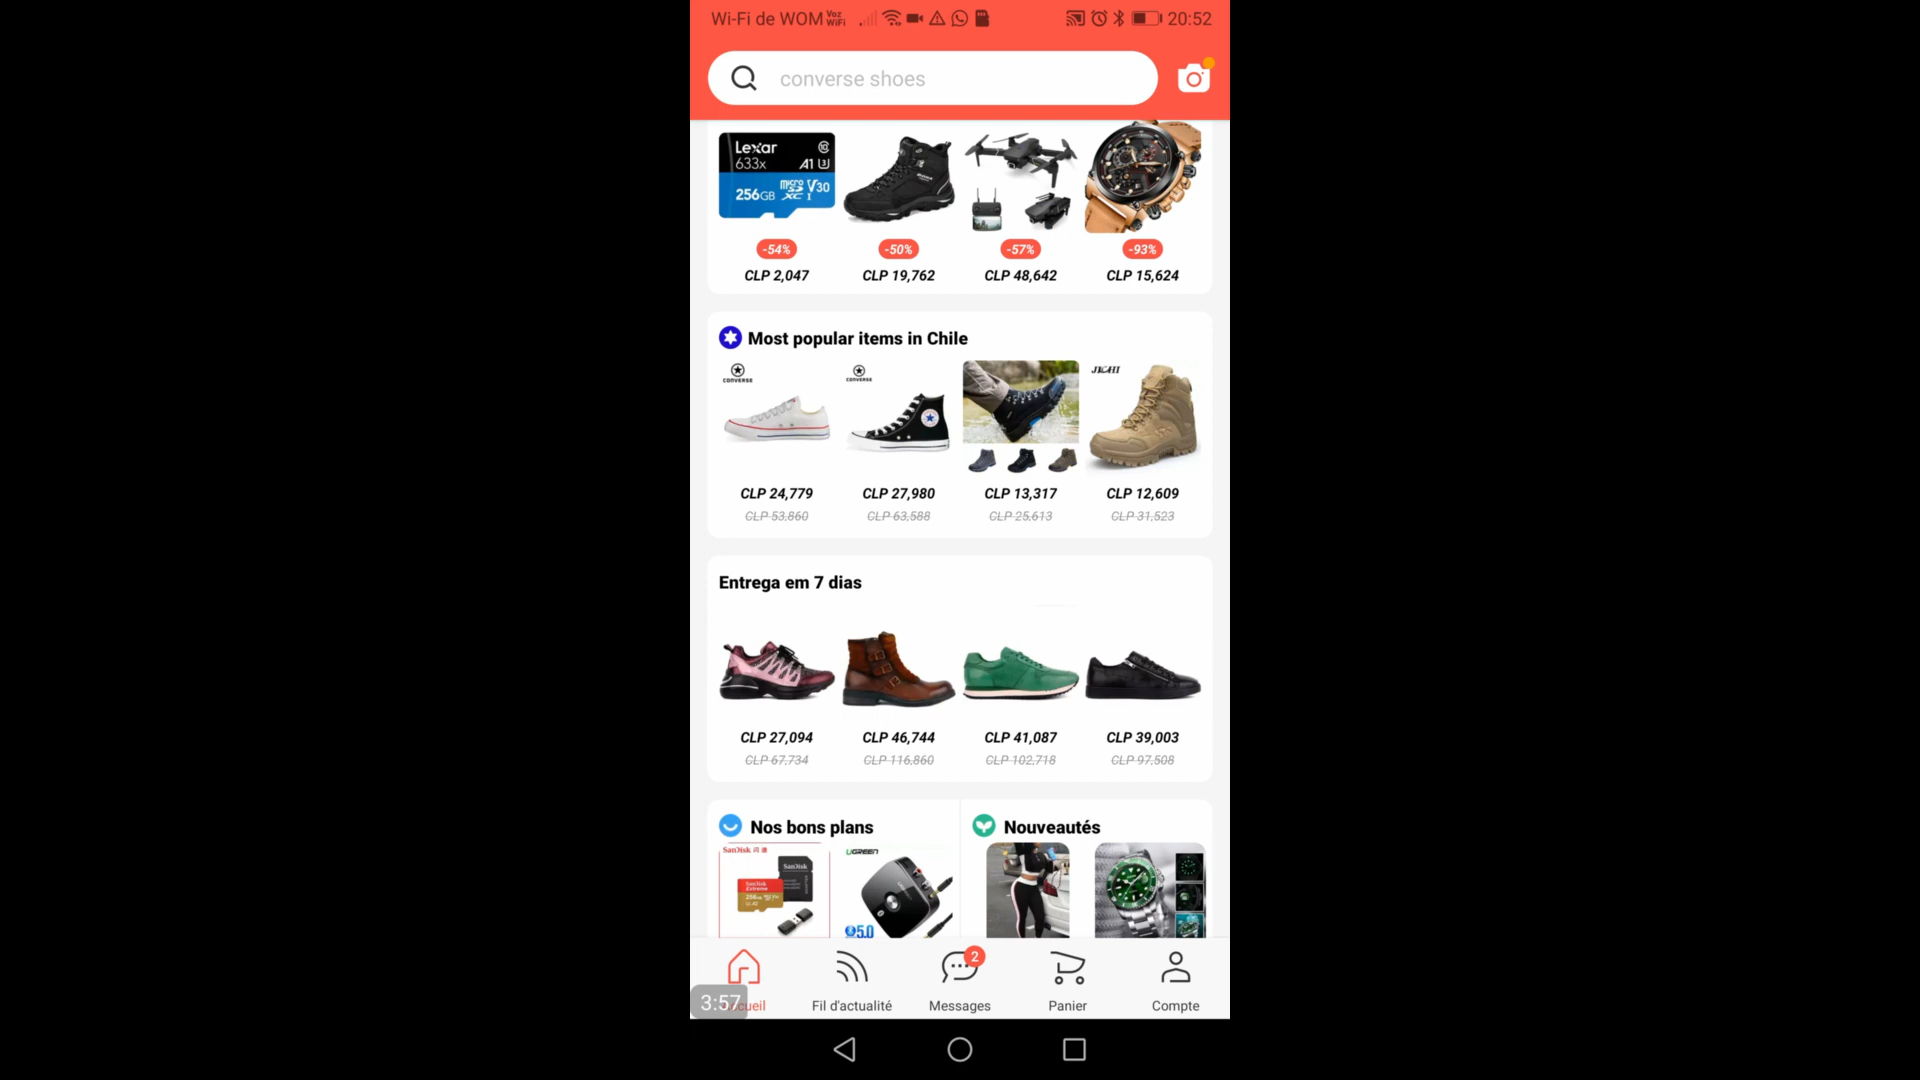 Wi-Fi de WOM Voz WiFi 20:52
converse shoes
Lexar
633x A1 U3
256GB micro SD XC I V30
-54% -50% -57% -93%
CLP 2,047 CLP 19,762 CLP 48,642 CLP 15,624
Most popular items in Chile
CONVERSE CONVERSE
CLP 24,779 CLP 27,980 CLP 13,317 CLP 12,609
CLP 53,860 CLP 63,588 CLP 25,613 CLP 31,523
Entrega em 7 dias
CLP 27,094 CLP 46,744 CLP 41,087 CLP 39,003
CLP 67,734 CLP 116,860 CLP 102,718 CLP 97,508
Nos bons plans Nouveautés
SanDisk 闪迪 UGREEN
SanDisk
SanDisk
Extreme
5.0
2
3:57
Fil d'actualité Messages Panier Compte